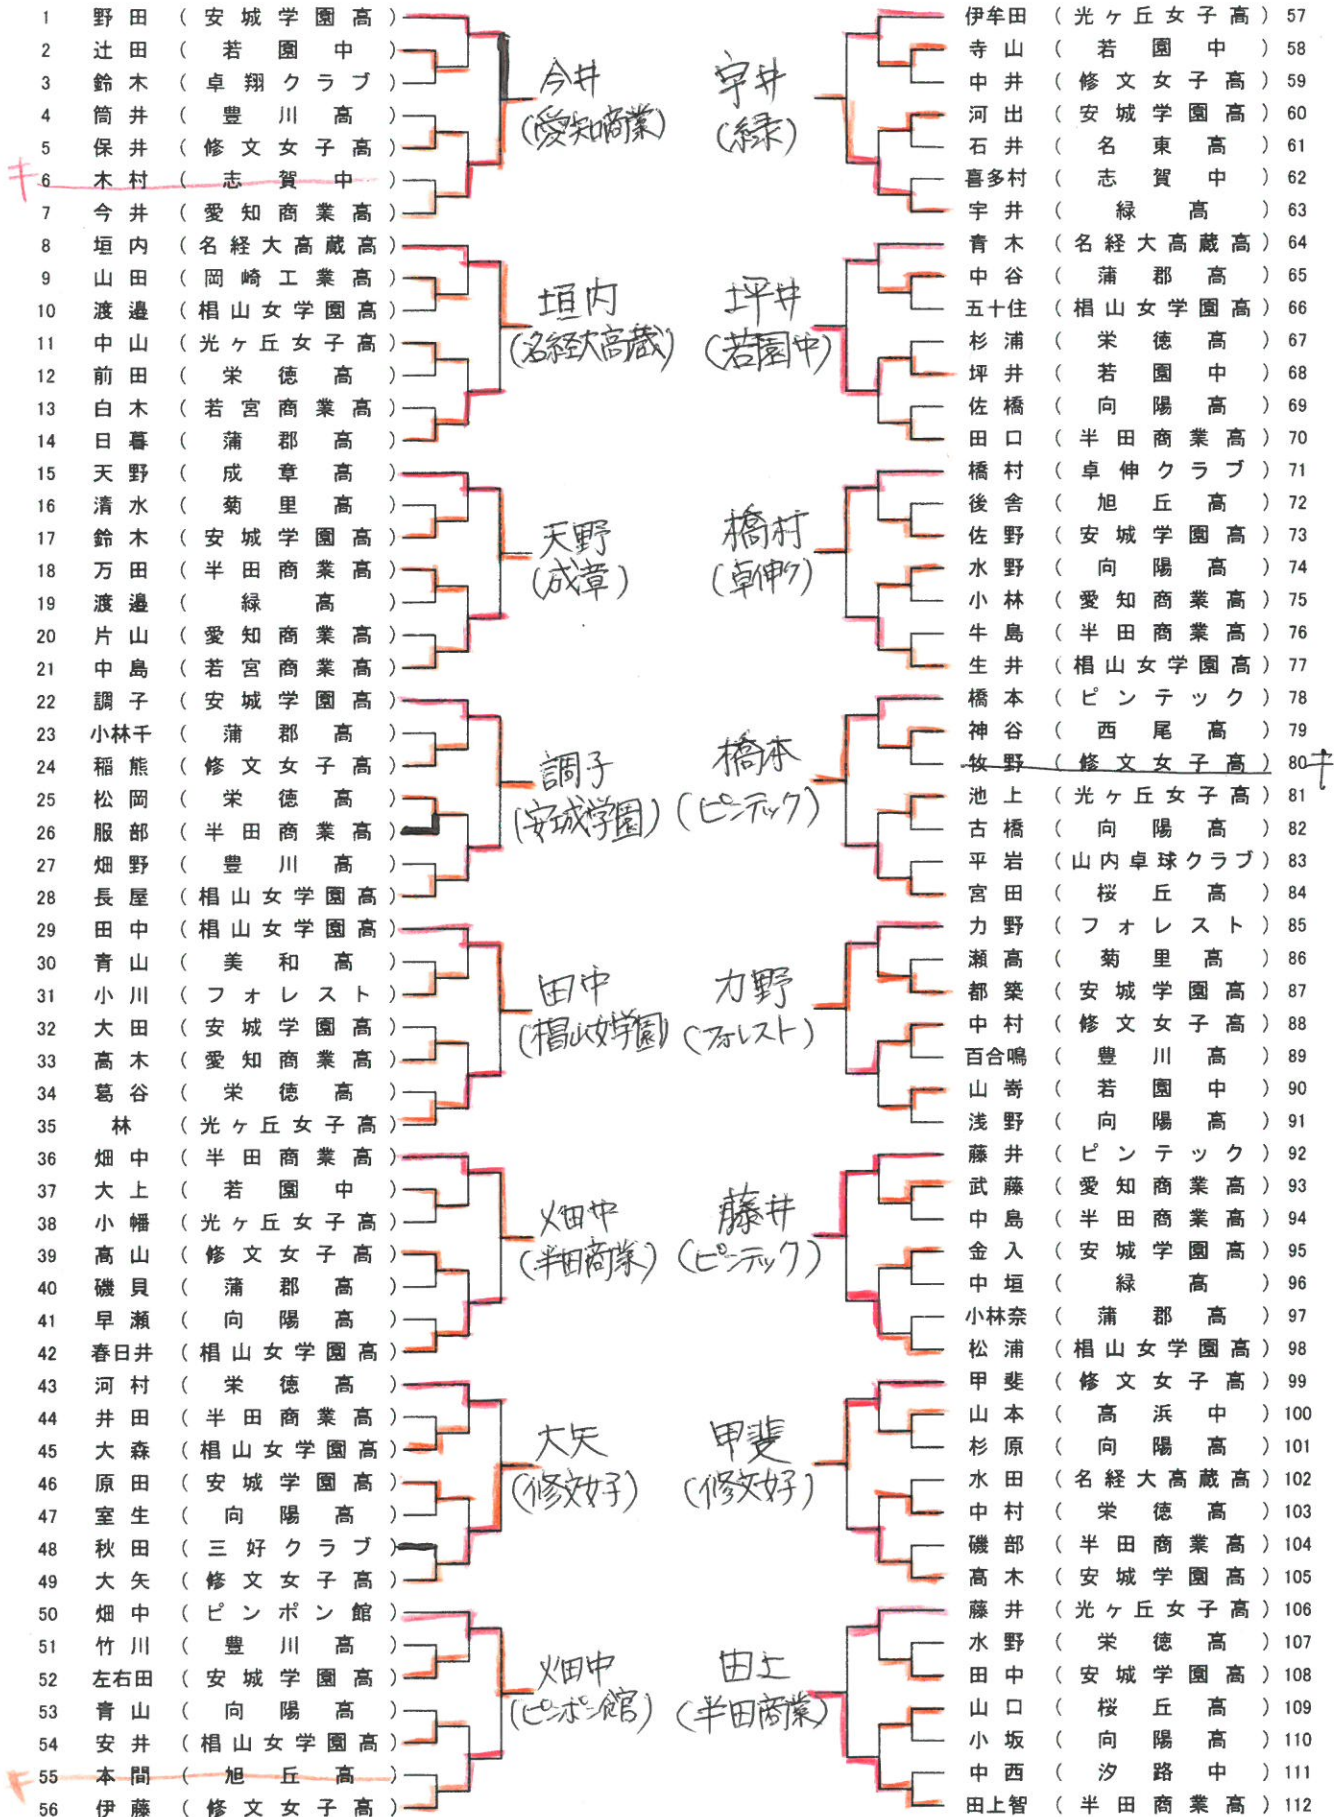 1 野田 (安城学園高)
2 辻田 (若園中)
3 鈴木 (卓翔クラブ)
4 筒井 (豊川高)
5 保井 (修文女子高)
キ 6 木村 (志賀中)
7 今井 (愛知商業高)
今井
(愛知商業)
8 垣内 (名経大高蔵高)
9 山田 (岡崎工業高)
10 渡邉 (椙山女学園高)
11 中山 (光ヶ丘女子高)
12 前田 (栄徳高)
13 白木 (若宮商業高)
14 日暮 (蒲郡高)
垣内
(名経大高蔵)
15 天野 (成章高)
16 清水 (菊里高)
17 鈴木 (安城学園高)
18 万田 (半田商業高)
19 渡邉 (緑高)
20 片山 (愛知商業高)
21 中島 (若宮商業高)
天野
(成章)
22 調子 (安城学園高)
23 小林千 (蒲郡高)
24 稲熊 (修文女子高)
25 松岡 (栄徳高)
26 服部 (半田商業高)
27 畑野 (豊川高)
28 長屋 (椙山女学園高)
調子
(安城学園)
29 田中 (椙山女学園高)
30 青山 (美和高)
31 小川 (フォレスト)
32 大田 (安城学園高)
33 高木 (愛知商業高)
34 葛谷 (栄徳高)
35 林 (光ヶ丘女子高)
田中
(椙山女学園)
36 畑中 (半田商業高)
37 大上 (若園中)
38 小幡 (光ヶ丘女子高)
39 高山 (修文女子高)
40 磯貝 (蒲郡高)
41 早瀬 (向陽高)
42 春日井 (椙山女学園高)
畑中
(半田商業)
43 河村 (栄徳高)
44 井田 (半田商業高)
45 大森 (椙山女学園高)
46 原田 (安城学園高)
47 室生 (向陽高)
48 秋田 (三好クラブ)
49 大矢 (修文女子高)
大矢
(修文女子)
50 畑中 (ピンポン館)
51 竹川 (豊川高)
52 左右田 (安城学園高)
53 青山 (向陽高)
54 安井 (椙山女学園高)
キ 55 本間 (旭丘高)
56 伊藤 (修文女子高)
畑中
(ピンポン館)
伊牟田 (光ヶ丘女子高) 57
寺山 (若園中) 58
中井 (修文女子高) 59
河出 (安城学園高) 60
石井 (名東高) 61
喜多村 (志賀中) 62
宇井 (緑高) 63
宇井
(緑)
青木 (名経大高蔵高) 64
中谷 (蒲郡高) 65
五十住 (椙山女学園高) 66
杉浦 (栄徳高) 67
坪井 (若園中) 68
佐橋 (向陽高) 69
田口 (半田商業高) 70
坪井
(若園中)
橋村 (卓伸クラブ) 71
後舎 (旭丘高) 72
佐野 (安城学園高) 73
水野 (向陽高) 74
小林 (愛知商業高) 75
牛島 (半田商業高) 76
生井 (椙山女学園高) 77
橋村
(卓伸ク)
橋本 (ピンテック) 78
神谷 (西尾高) 79
牧野 (修文女子高) 80 キ
池上 (光ヶ丘女子高) 81
古橋 (向陽高) 82
平岩 (山内卓球クラブ) 83
宮田 (桜丘高) 84
橋本
(ピンテック)
力野 (フォレスト) 85
瀬高 (菊里高) 86
都築 (安城学園高) 87
中村 (修文女子高) 88
百合鳴 (豊川高) 89
山嵜 (若園中) 90
浅野 (向陽高) 91
力野
(フォレスト)
藤井 (ピンテック) 92
武藤 (愛知商業高) 93
中島 (半田商業高) 94
金入 (安城学園高) 95
中垣 (緑高) 96
小林奈 (蒲郡高) 97
松浦 (椙山女学園高) 98
藤井
(ピンテック)
甲斐 (修文女子高) 99
山本 (高浜中) 100
杉原 (向陽高) 101
水田 (名経大高蔵高) 102
中村 (栄徳高) 103
磯部 (半田商業高) 104
高木 (安城学園高) 105
甲斐
(修文女子)
藤井 (光ヶ丘女子高) 106
水野 (栄徳高) 107
田中 (安城学園高) 108
山口 (桜丘高) 109
小坂 (向陽高) 110
中西 (汐路中) 111
田上智 (半田商業高) 112
田上
(半田商業)